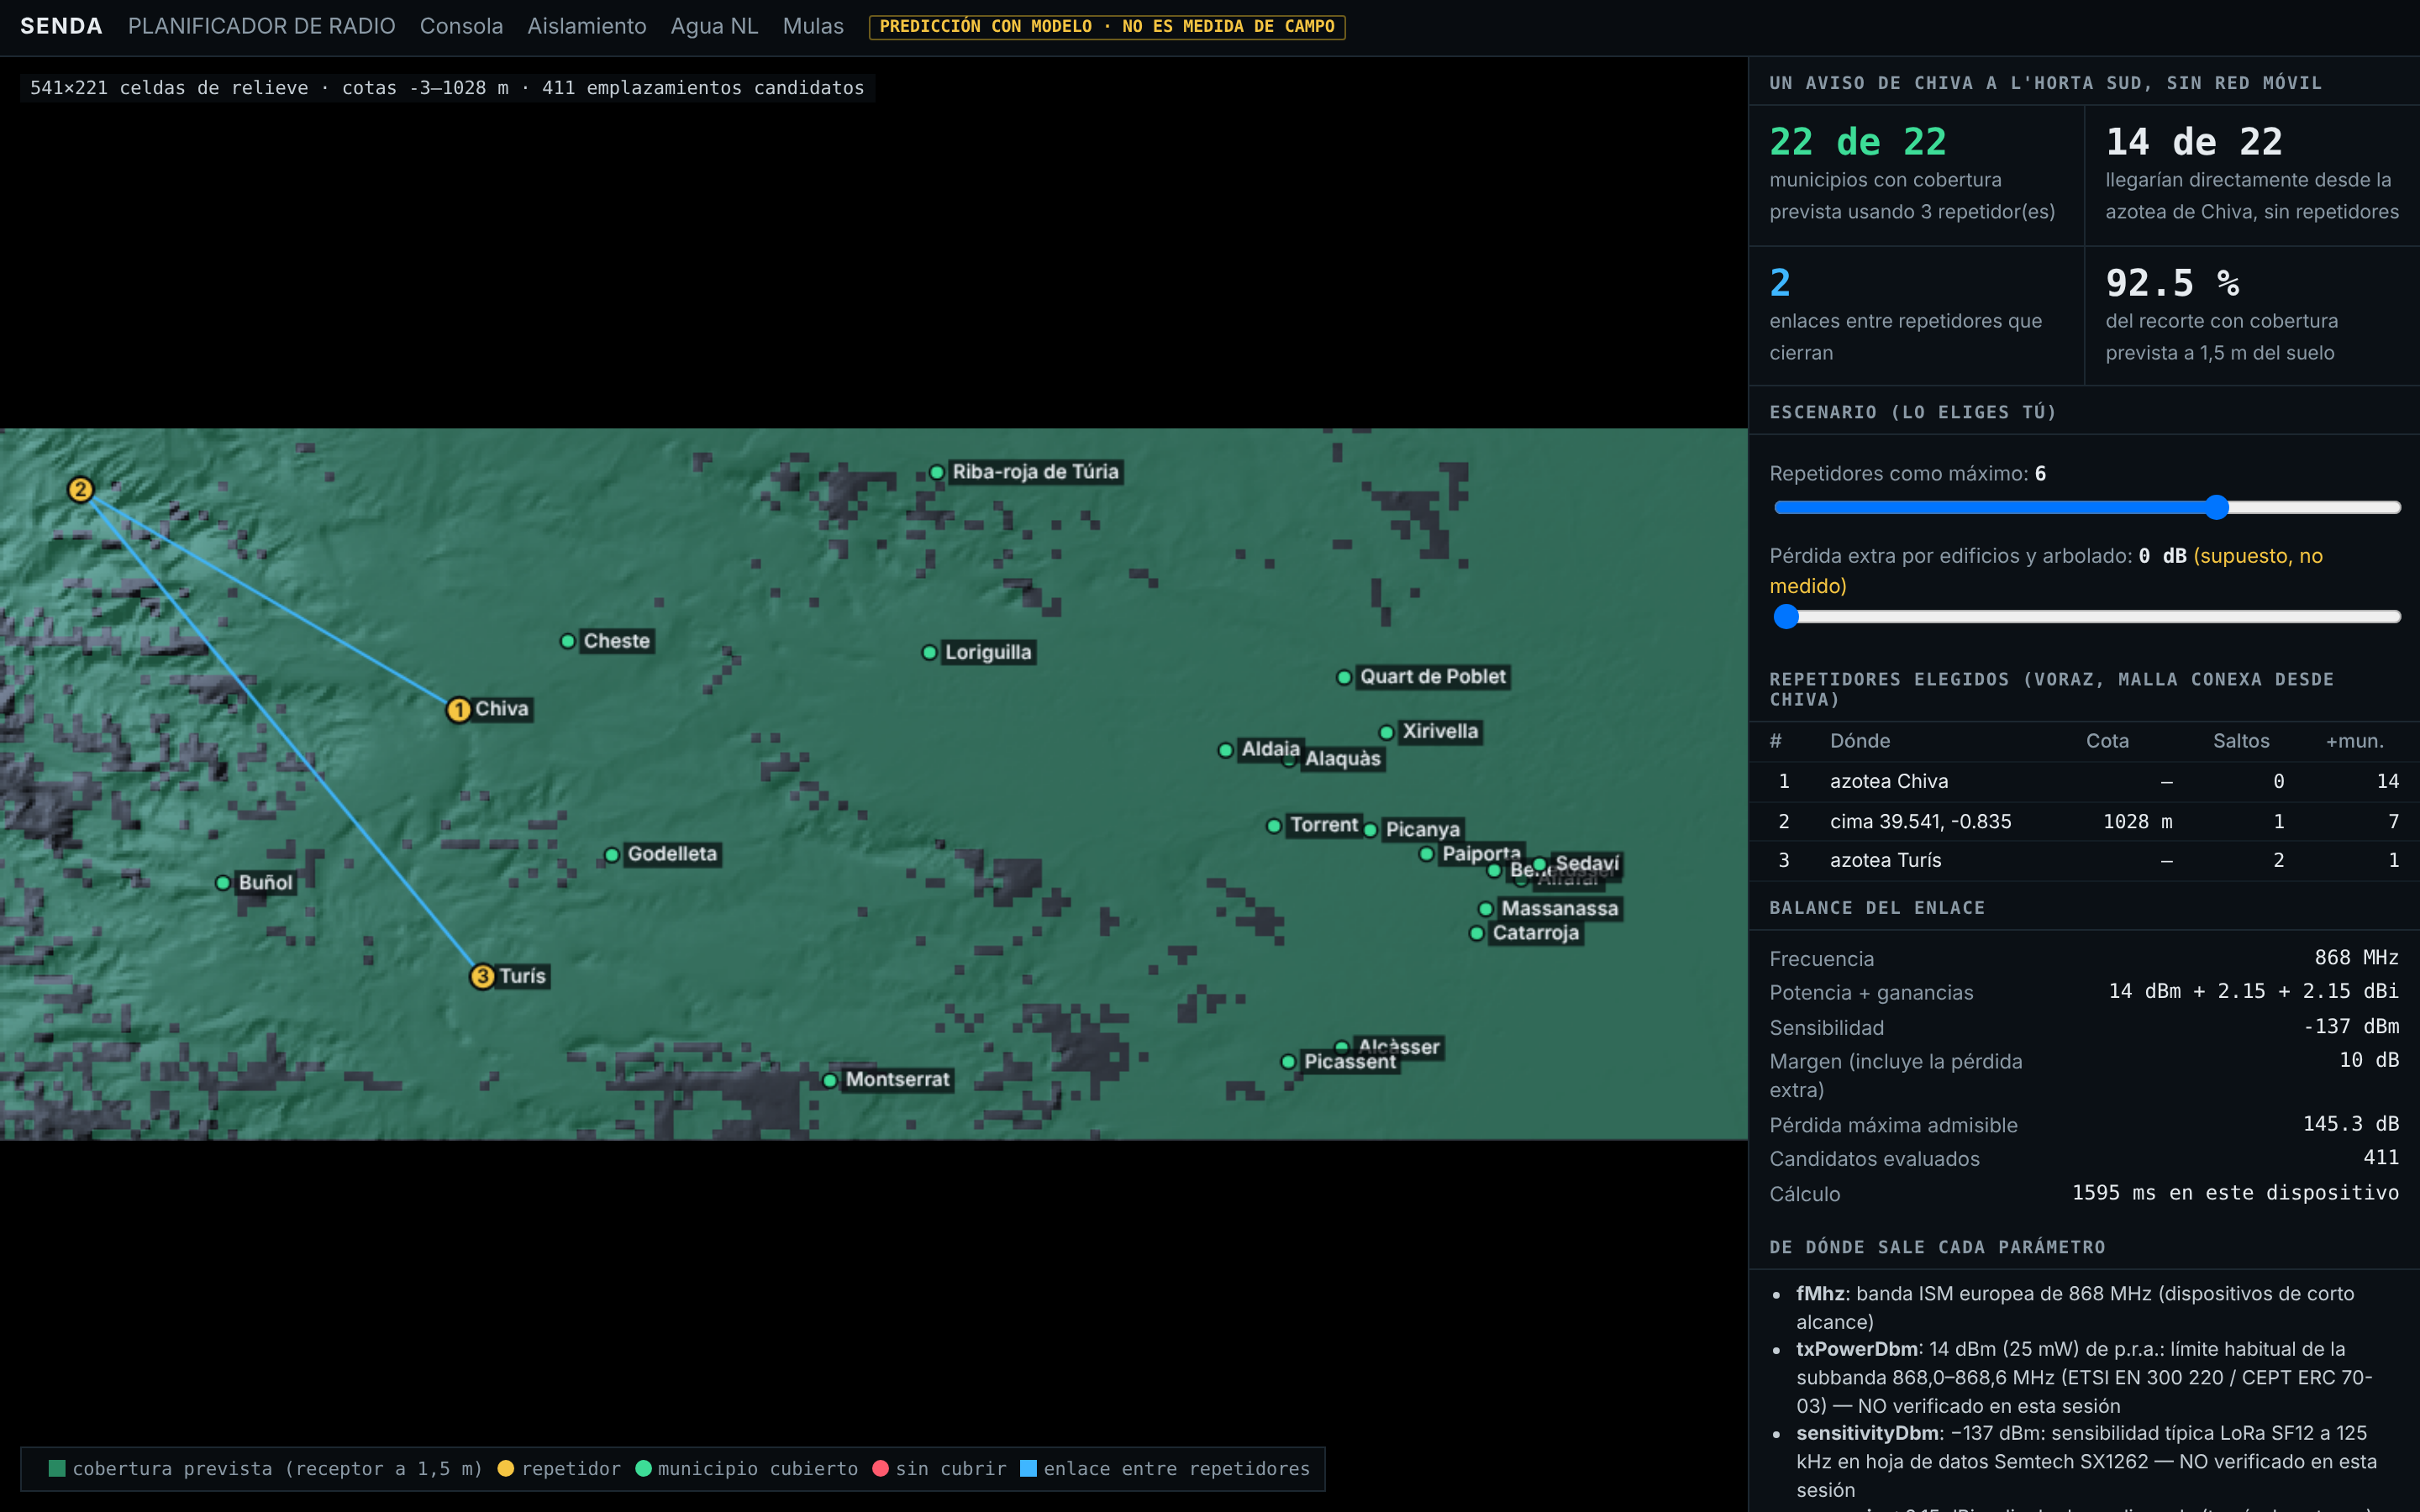 SENDA PLANIFICADOR DE RADIO Consola Aislamiento Agua NL Mulas PREDICCIÓN CON MODELO · NO ES MEDIDA DE CAMPO
541×221 celdas de relieve · cotas -3–1028 m · 411 emplazamientos candidatos
2
Riba-roja de Túria
Cheste
Loriguilla
Quart de Poblet
1 Chiva
Xirivella
Aldaia
Alaquàs
Torrent
Picanya
Godelleta
Paiporta
Sedaví
Buñol
Massanassa
Catarroja
3 Turís
Alcàsser
Picassent
Montserrat
cobertura prevista (receptor a 1,5 m) repetidor municipio cubierto sin cubrir enlace entre repetidores
UN AVISO DE CHIVA A L'HORTA SUD, SIN RED MÓVIL
22 de 22
municipios con cobertura
prevista usando 3 repetidor(es)
14 de 22
llegarían directamente desde la
azotea de Chiva, sin repetidores
2
enlaces entre repetidores que
cierran
92.5 %
del recorte con cobertura
prevista a 1,5 m del suelo
ESCENARIO (LO ELIGES TÚ)
Repetidores como máximo: 6
Pérdida extra por edificios y arbolado: 0 dB (supuesto, no
medido)
REPETIDORES ELEGIDOS (VORAZ, MALLA CONEXA DESDE
CHIVA)
# Dónde Cota Saltos +mun.
1 azotea Chiva — 0 14
2 cima 39.541, -0.835 1028 m 1 7
3 azotea Turís — 2 1
BALANCE DEL ENLACE
Frecuencia 868 MHz
Potencia + ganancias 14 dBm + 2.15 + 2.15 dBi
Sensibilidad -137 dBm
Margen (incluye la pérdida
extra) 10 dB
Pérdida máxima admisible 145.3 dB
Candidatos evaluados 411
Cálculo 1595 ms en este dispositivo
DE DÓNDE SALE CADA PARÁMETRO
• fMhz: banda ISM europea de 868 MHz (dispositivos de corto
alcance)
• txPowerDbm: 14 dBm (25 mW) de p.r.a.: límite habitual de la
subbanda 868,0–868,6 MHz (ETSI EN 300 220 / CEPT ERC 70-
03) — NO verificado en esta sesión
• sensitivityDbm: −137 dBm: sensibilidad típica LoRa SF12 a 125
kHz en hoja de datos Semtech SX1262 — NO verificado en esta
sesión